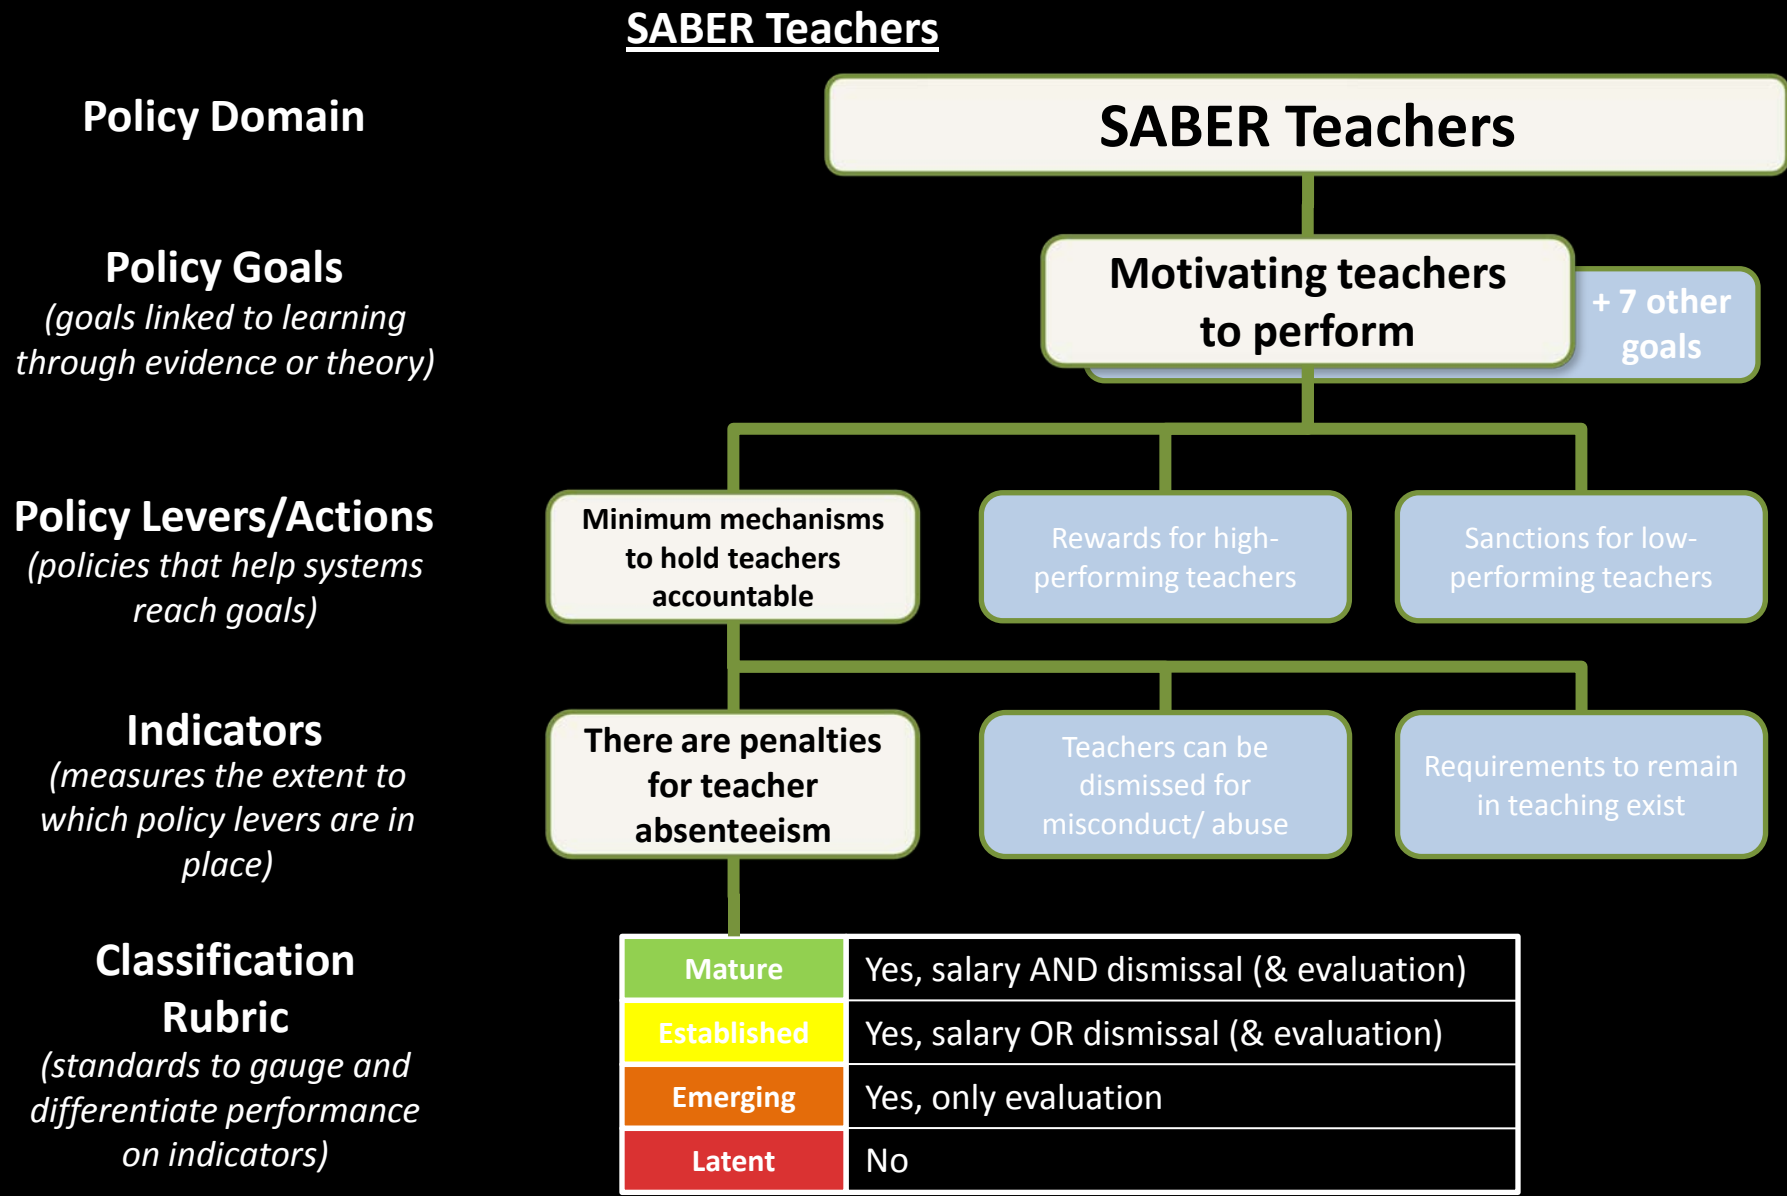 SABER Teachers
Policy Domain
SABER Teachers
Policy Goals
(goals linked to learning
through evidence or theory)
Motivating teachers
to perform
+ 7 other
goals
Policy Levers/Actions
(policies that help systems
reach goals)
Minimum mechanisms
to hold teachers
accountable
Rewards for high-
performing teachers
Sanctions for low-
performing teachers
Indicators
(measures the extent to
which policy levers are in
place)
There are penalties
for teacher
absenteeism
Teachers can be
dismissed for
misconduct/ abuse
Requirements to remain
in teaching exist
Classification
Rubric
(standards to gauge and
differentiate performance
on indicators)
Mature
Yes, salary AND dismissal (& evaluation)
Established
Yes, salary OR dismissal (& evaluation)
Emerging
Yes, only evaluation
Latent
No